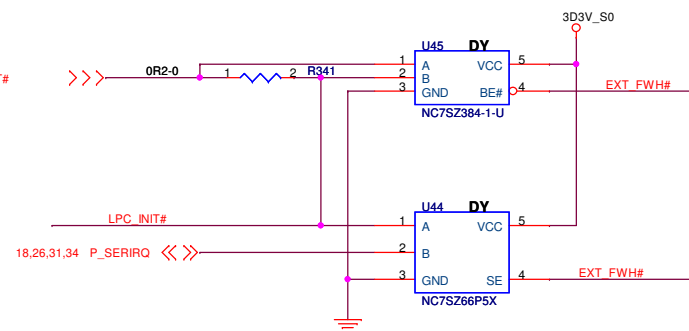 3D3V_S0
U45 DY
T# 0R2-0 1 2 R341 1 A VCC 5
2 B
3 GND BE# 4 EXT_FWH#
NC7SZ384-1-U
U44 DY
LPC_INIT# 1 A VCC 5
18,26,31,34 P_SERIRQ 2 B
3 GND SE 4 EXT_FWH#
NC7SZ66P5X